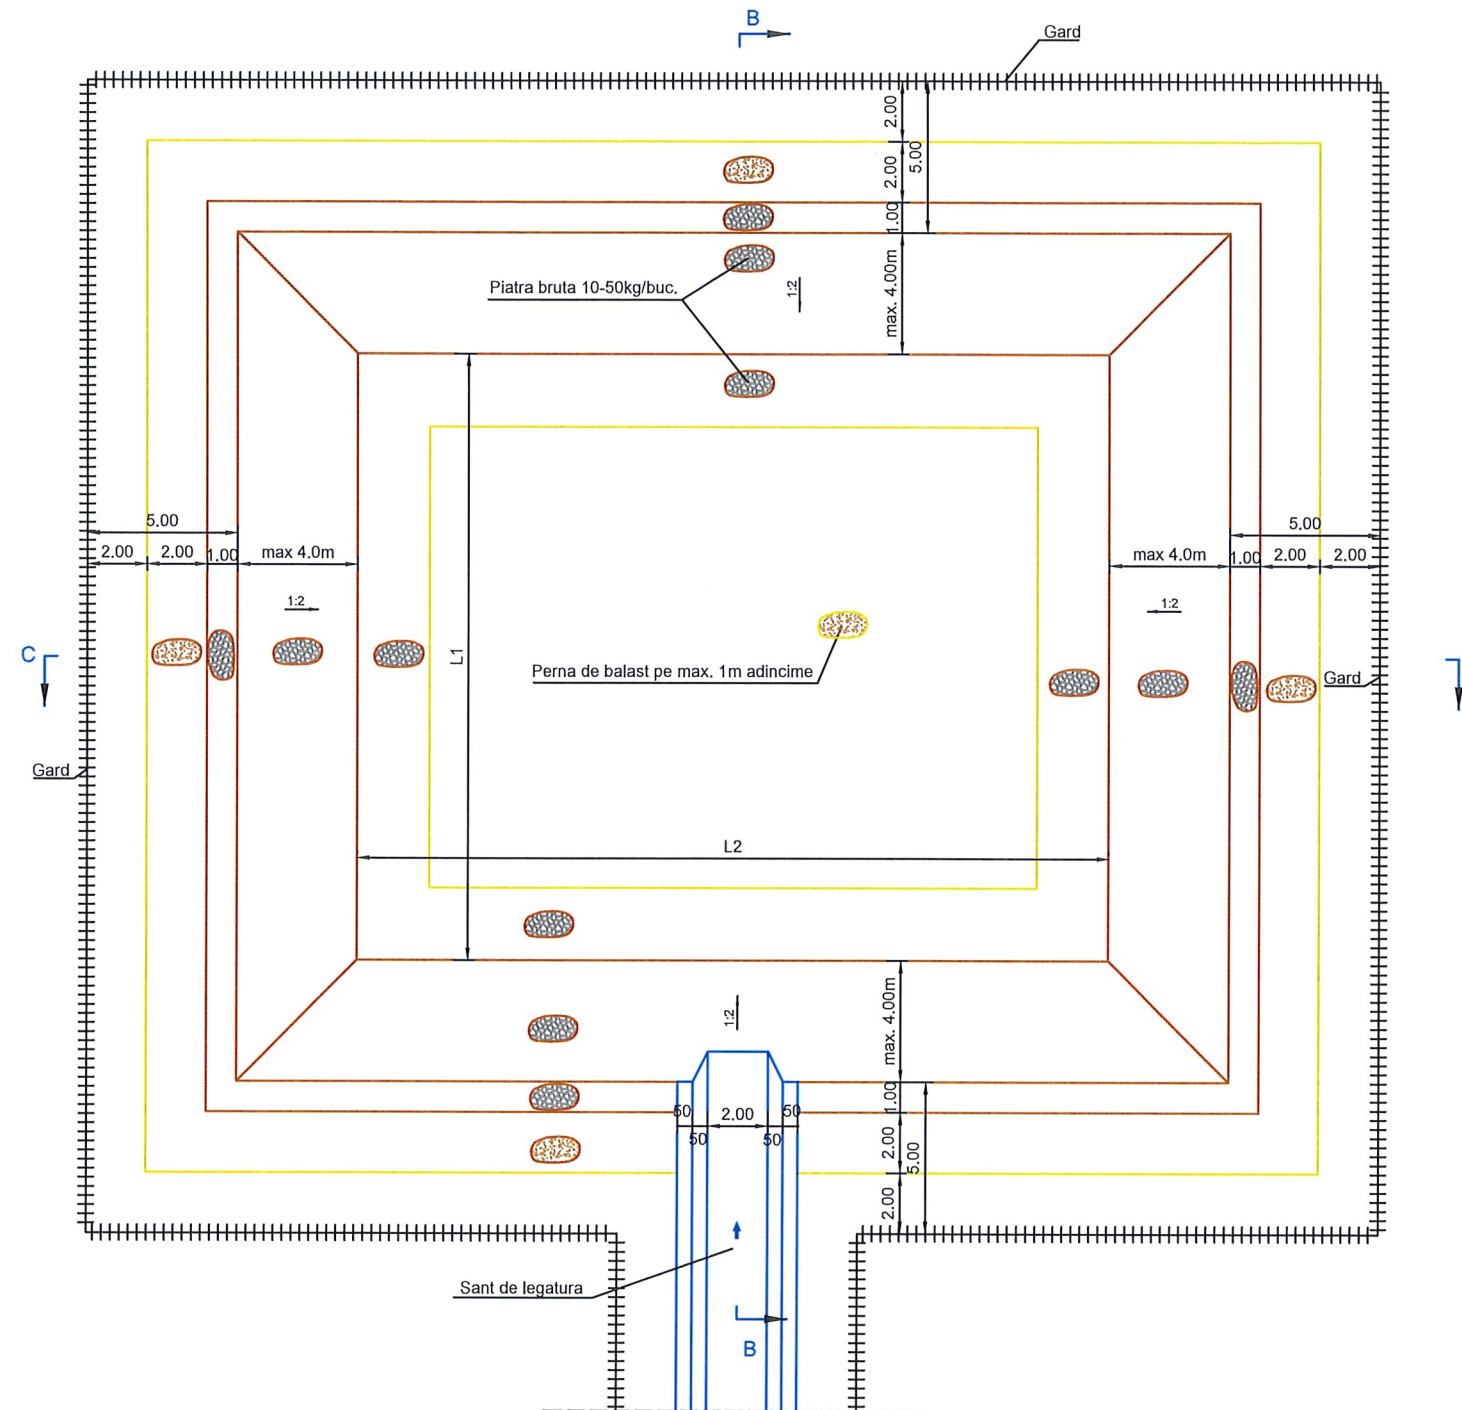 B
Gard
2.00
5.00
2.00
1.00
Piatra bruta 10-50kg/buc.
1:2
max. 4.00m
5.00
2.00 2.00 1.00 max 4.0m
5.00
max 4.0m 1.00 2.00 2.00
1:2
1:2
C
L1
Perna de balast pe max. 1m adincime
Gard
Gard
L2
1:2
max. 4.00m
1.00
50 2.00 50
50 50
2.00
5.00
2.00
Sant de legatura
B